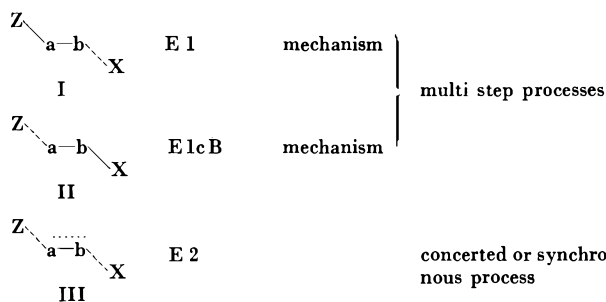 Z
a—b E 1 mechanism
X
I
multi step processes
Z
a—b E1cB mechanism
X
II
Z
a—b E 2 concerted or synchro
X nous process
III